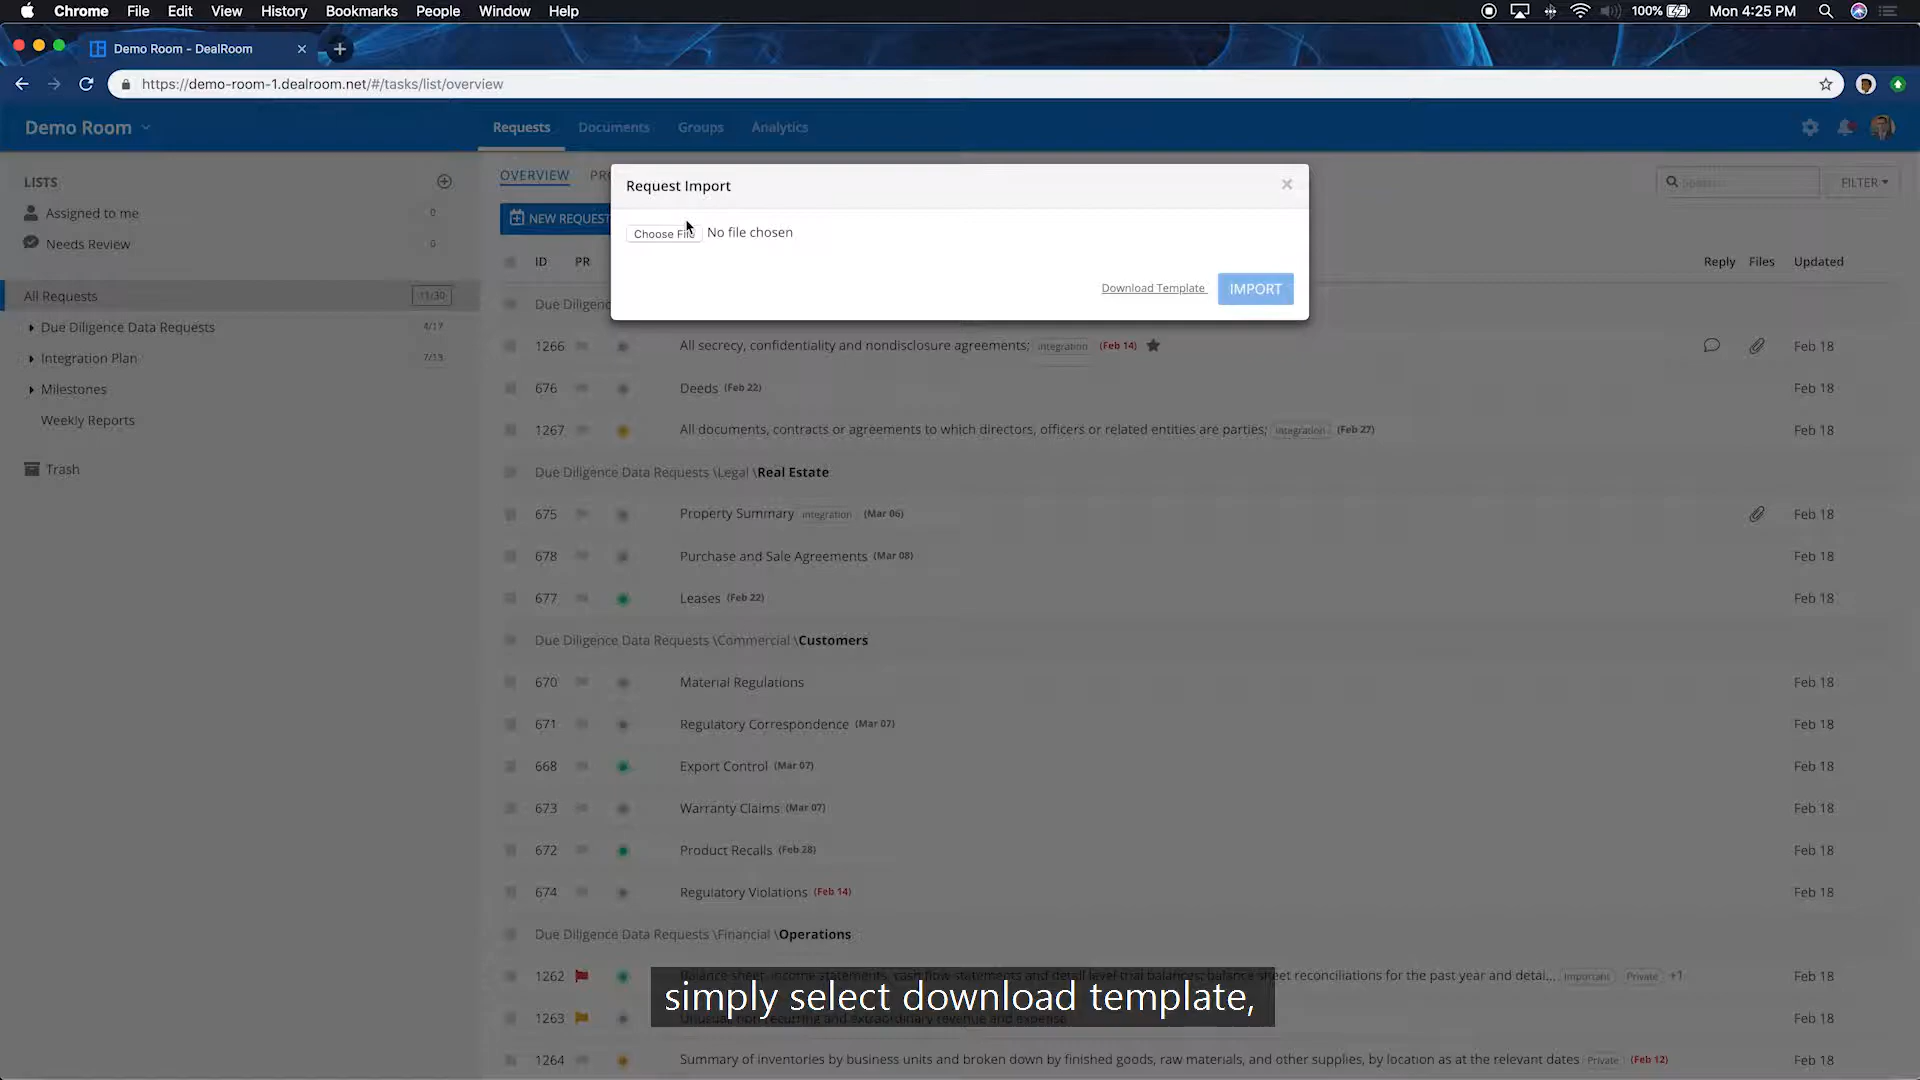 Chrome File Edit View History Bookmarks People Window Help 100% Mon 4:25 PM
Demo Room - DealRoom
https://demo-room-1.dealroom.net/#/tasks/list/overview
Demo Room Requests Documents Groups Analytics
LISTS
Assigned to me 0
Needs Review 0
All Requests 11/30
Due Diligence Data Requests 4/17
Integration Plan 7/13
Milestones
Weekly Reports
Trash
OVERVIEW PR
FILTER
NEW REQUEST
Request Import
Choose File No file chosen
Download Template IMPORT
ID PR Reply Files Updated
Due Diligenc
1266 All secrecy, confidentiality and nondisclosure agreements; integration (Feb 14) Feb 18
676 Deeds (Feb 22) Feb 18
1267 All documents, contracts or agreements to which directors, officers or related entities are parties; integration (Feb 27) Feb 18
Due Diligence Data Requests \Legal \Real Estate
675 Property Summary integration (Mar 06) Feb 18
678 Purchase and Sale Agreements (Mar 08) Feb 18
677 Leases (Feb 22) Feb 18
Due Diligence Data Requests \Commercial \Customers
670 Material Regulations Feb 18
671 Regulatory Correspondence (Mar 07) Feb 18
668 Export Control (Mar 07) Feb 18
673 Warranty Claims (Mar 07) Feb 18
672 Product Recalls (Feb 28) Feb 18
674 Regulatory Violations (Feb 14) Feb 18
Due Diligence Data Requests \Financial \Operations
1262 Balance sheet, income statements, cash flow statements and detail level trial balances; balance sheet reconciliations for the past year and detai... Important Private +1 Feb 18
simply select download template,
1263 Unusual, non-recurring and extraordinary revenue and expense Feb 18
1264 Summary of inventories by business units and broken down by finished goods, raw materials, and other supplies, by location as at the relevant dates Private (Feb 12) Feb 18